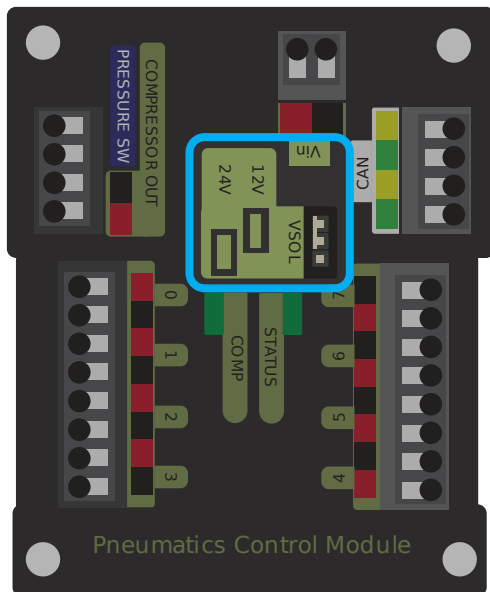 PRESSURE SW
COMPRESSOR OUT
Vin
CAN
24V
12V
VSOL
0
1
2
3
COMP
STATUS
7
6
5
4
Pneumatics Control Module